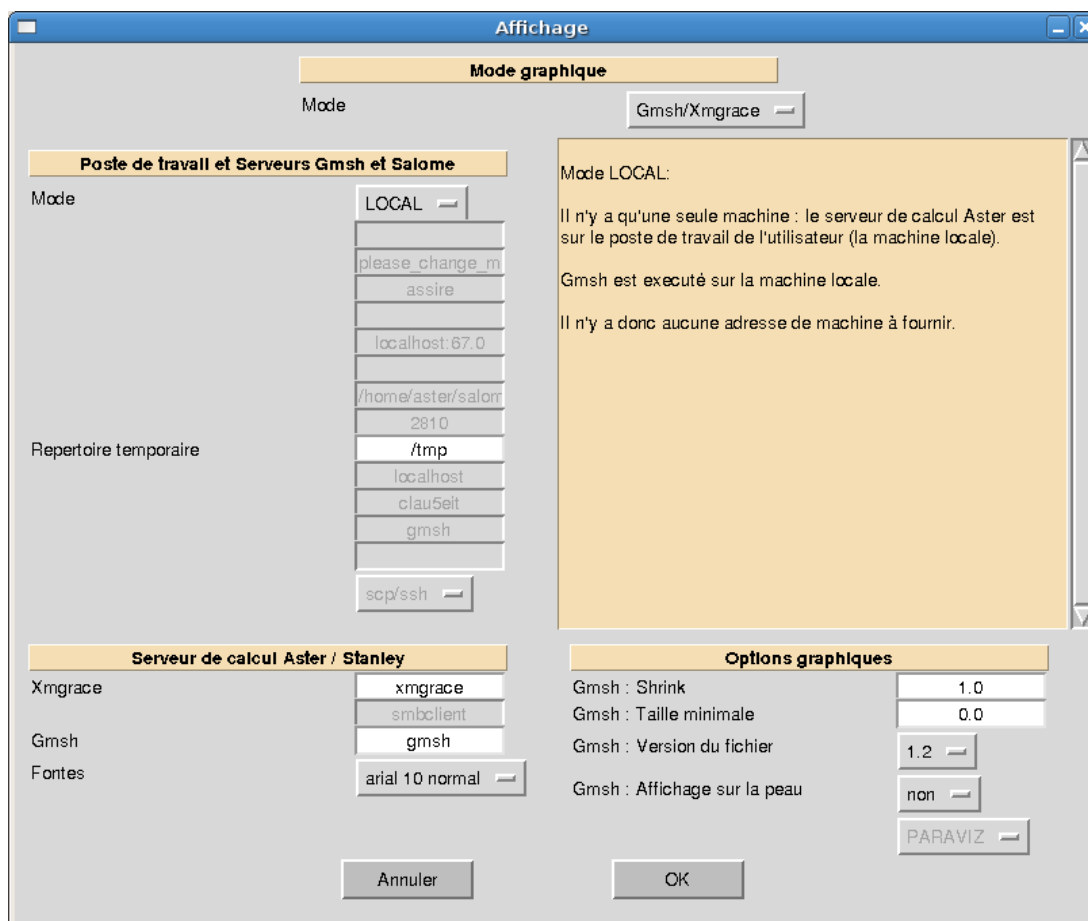 Affichage
Mode graphique
Mode
Gmsh/Xmgrace
Poste de travail et Serveurs Gmsh et Salome
Mode
LOCAL
please_change_m
assire
localhost:67.0
/home/aster/salom
2810
Repertoire temporaire
/tmp
localhost
clau5eit
gmsh
scp/ssh
Mode LOCAL:
Il n'y a qu'une seule machine : le serveur de calcul Aster est
sur le poste de travail de l'utilisateur (la machine locale).
Gmsh est executé sur la machine locale.
Il n'y a donc aucune adresse de machine à fournir.
Serveur de calcul Aster / Stanley
Xmgrace
xmgrace
smbclient
Gmsh
gmsh
Fontes
arial 10 normal
Options graphiques
Gmsh : Shrink
1.0
Gmsh : Taille minimale
0.0
Gmsh : Version du fichier
1.2
Gmsh : Affichage sur la peau
non
PARAVIZ
Annuler
OK